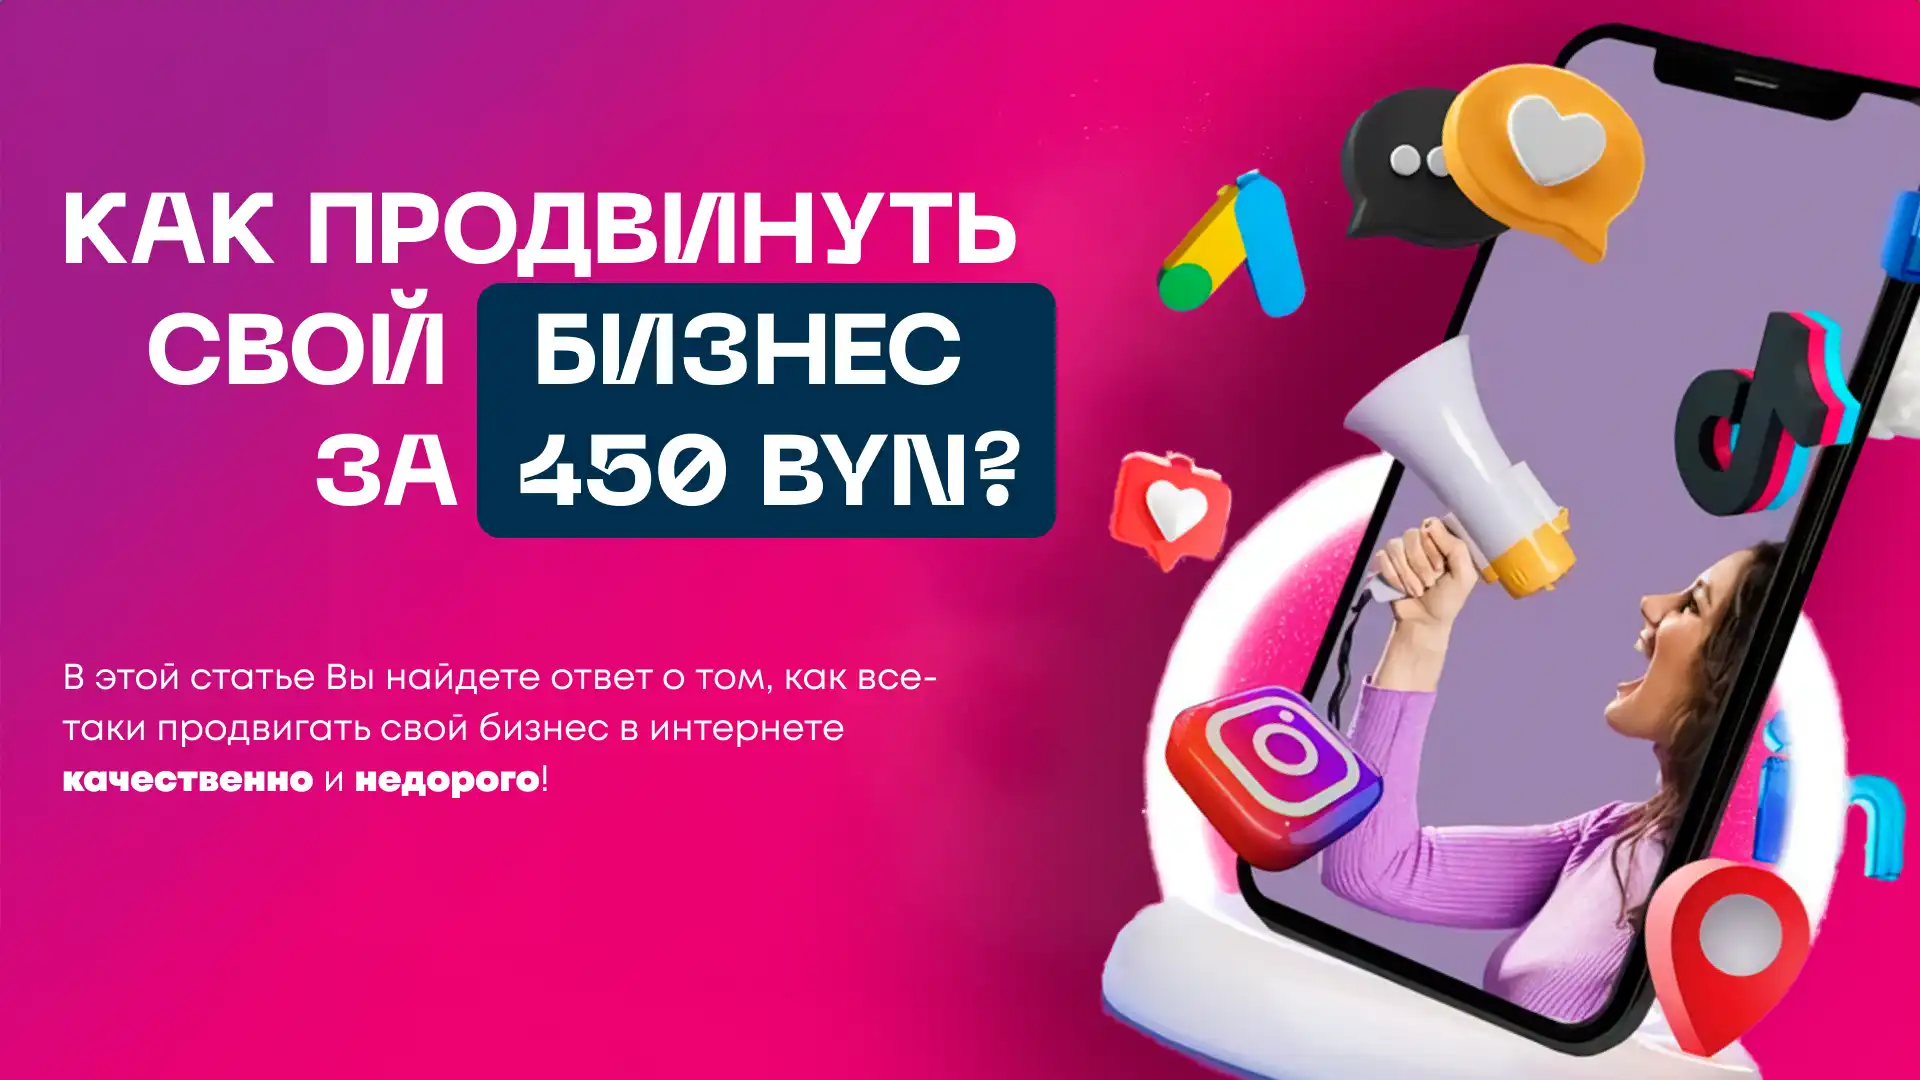 КАК ПРОДВИНУТЬ
СВОЙ БИЗНЕС
ЗА 450 BYN?
В этой статье Вы найдете ответ о том, как все-
таки продвигать свой бизнес в интернете
качественно и недорого!